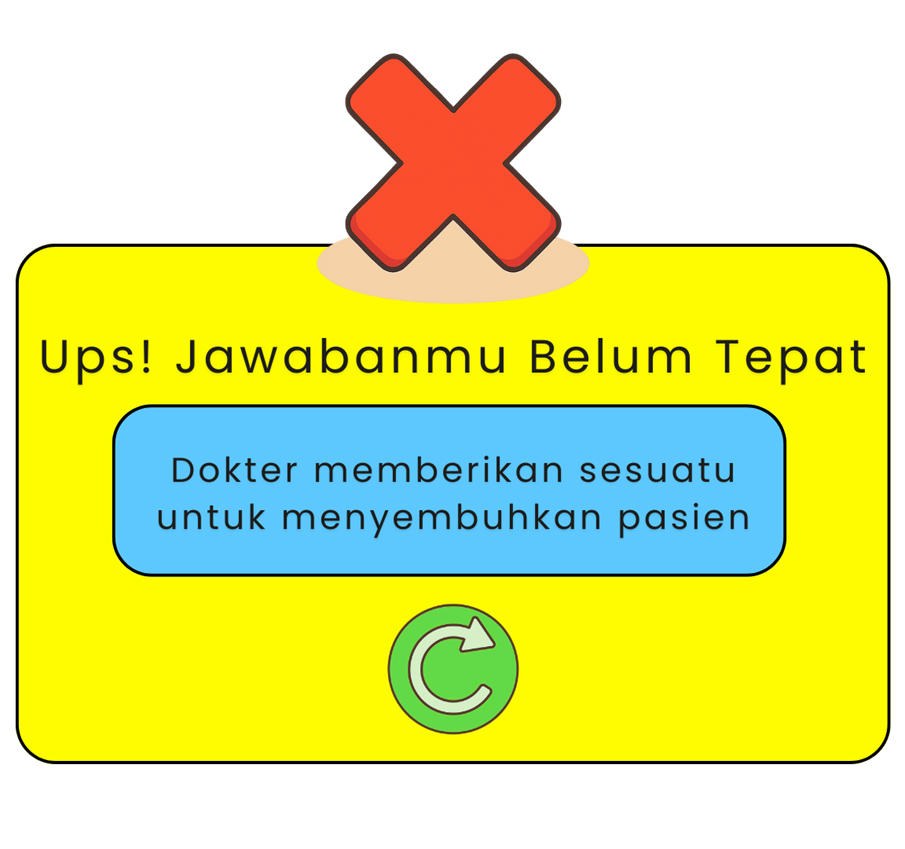 Ups! Jawabanmu Belum Tepat
Dokter memberikan sesuatu
untuk menyembuhkan pasien